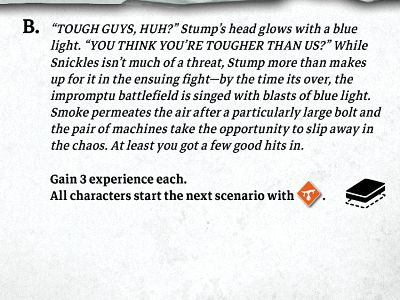 B. “TOUGH GUYS, HUH?” Stump’s head glows with a blue
light. “YOU THINK YOU’RE TOUGHER THAN US?” While
Snickles isn’t much of a threat, Stump more than makes
up for it in the ensuing fight—by the time its over, the
impromptu battlefield is singed with blasts of blue light.
Smoke permeates the air after a particularly large bolt and
the pair of machines take the opportunity to slip away in
the chaos. At least you got a few good hits in.
Gain 3 experience each.
All characters start the next scenario with .